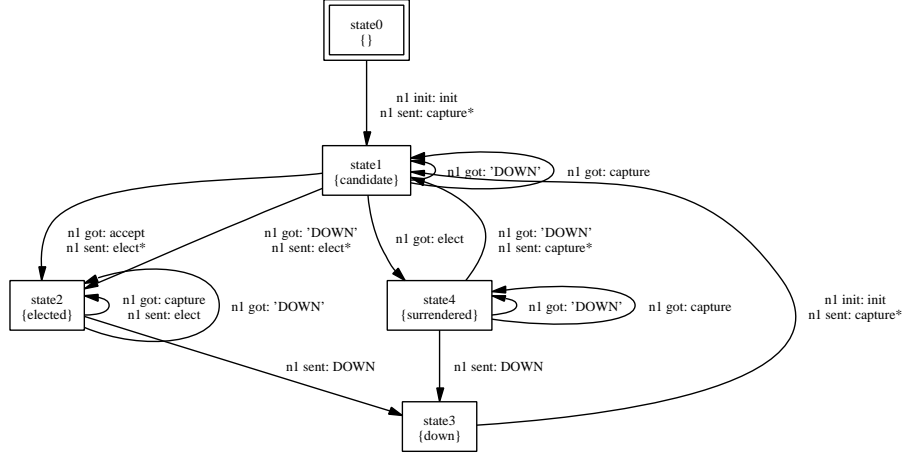 state0
{}
n1 init: init
n1 sent: capture*
state1
{candidate}
n1 got: 'DOWN'
n1 got: capture
n1 got: accept
n1 sent: elect*
n1 got: 'DOWN'
n1 sent: elect*
n1 got: elect
n1 got: 'DOWN'
n1 sent: capture*
state2
{elected}
n1 got: capture
n1 sent: elect
n1 got: 'DOWN'
state4
{surrendered}
n1 got: 'DOWN'
n1 got: capture
n1 init: init
n1 sent: capture*
n1 sent: DOWN
n1 sent: DOWN
state3
{down}